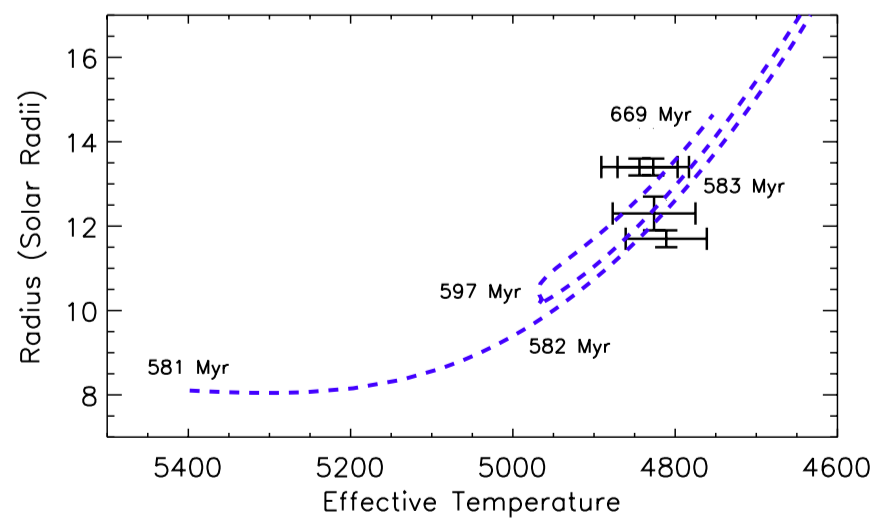 16
14
12
10
8
Radius (Solar Radii)
669 Myr
583 Myr
597 Myr
582 Myr
581 Myr
5400 5200 5000 4800 4600
Effective Temperature